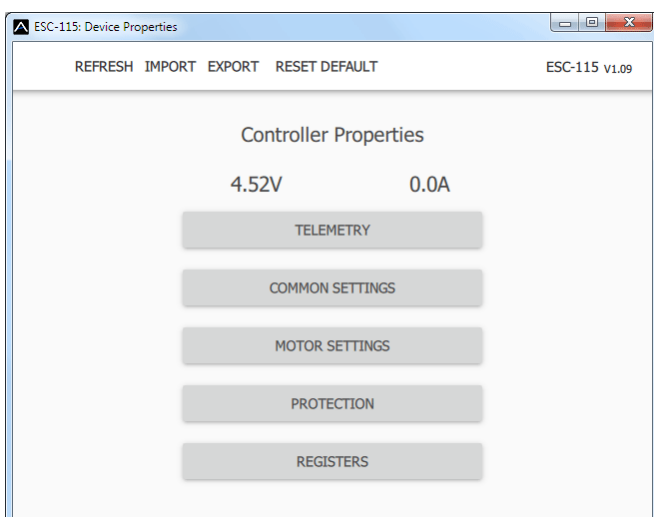 ESC-115: Device Properties
REFRESH IMPORT EXPORT RESET DEFAULT ESC-115 V1.09
Controller Properties
4.52V 0.0A
TELEMETRY
COMMON SETTINGS
MOTOR SETTINGS
PROTECTION
REGISTERS